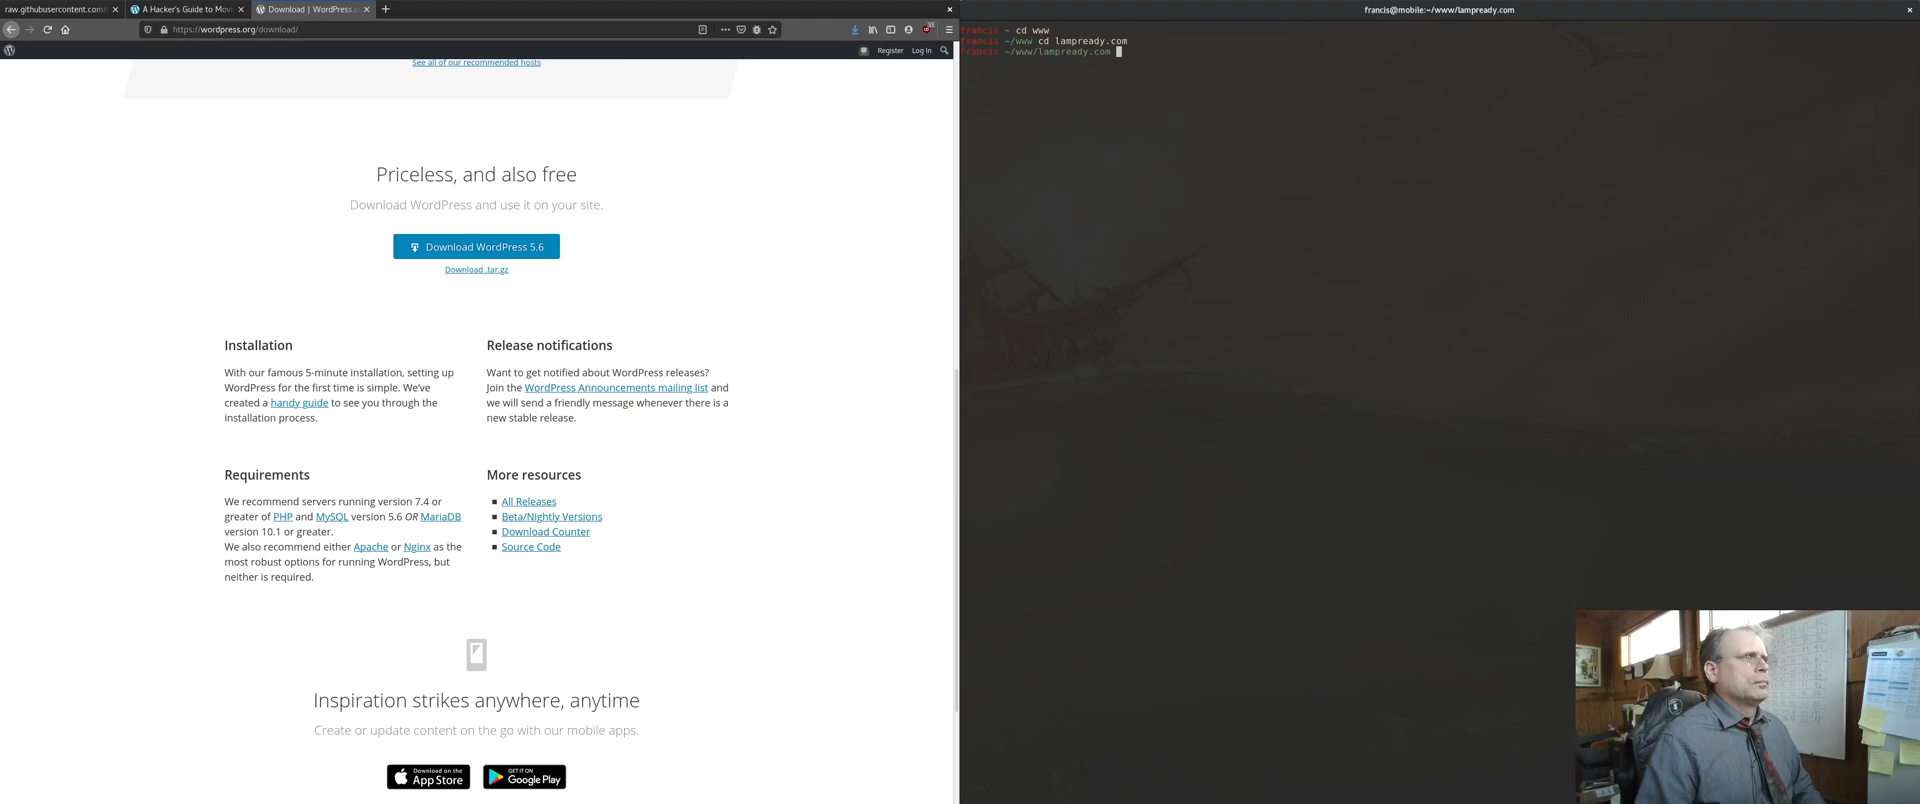 raw.githubusercontent.com/
A Hacker's Guide to Movi
Download | WordPress.o
https://wordpress.org/download/
Register
Log In
See all of our recommended hosts
Priceless, and also free
Download WordPress and use it on your site.
Download WordPress 5.6
Download .tar.gz
Installation
With our famous 5-minute installation, setting up
WordPress for the first time is simple. We've
created a handy guide to see you through the
installation process.
Release notifications
Want to get notified about WordPress releases?
Join the WordPress Announcements mailing list and
we will send a friendly message whenever there is a
new stable release.
Requirements
We recommend servers running version 7.4 or
greater of PHP and MySQL version 5.6 OR MariaDB
version 10.1 or greater.
We also recommend either Apache or Nginx as the
most robust options for running WordPress, but
neither is required.
More resources
All Releases
Beta/Nightly Versions
Download Counter
Source Code
Inspiration strikes anywhere, anytime
Create or update content on the go with our mobile apps.
Download on the
App Store
GET IT ON
Google Play
francis@mobile:~/www/lampready.com
francis ~ cd www
francis ~/www cd lampready.com
francis ~/www/lampready.com